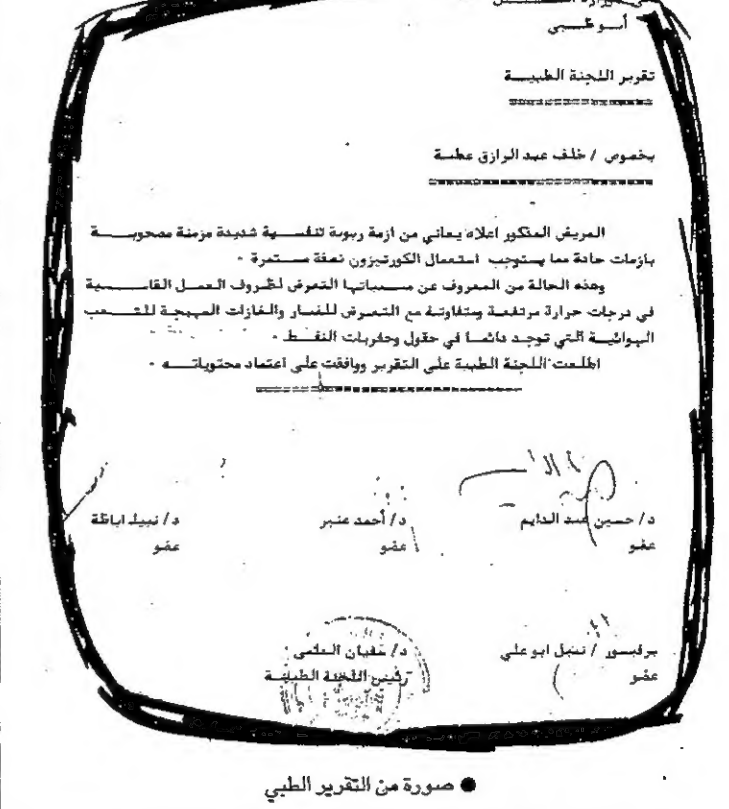 أبوظبي
تقرير اللجنة الطبية
بخصوص / خلف عبد الرازق عطية
المريض المذكور اعلاه يعاني من ازمة ربوية تنفسية شديدة مزمنة مصحوبة
بازمات حادة مما يستوجب استعمال الكورتيزون بصفة مستمرة .
وهذه الحالة من المعروف عن مسبباتها التعرض لظروف العمل القاسية
في درجات حرارة مرتفعة ومتفاوتة مع التعرض للغبار والغازات المهيجة للشعب
الهوائية التي توجد دائما في حقول وحفريات النفط .
اطلعت اللجنة الطبية على التقرير ووافقت على اعتماد محتوياته .
د/ حسين عبد الدايم د/ أحمد عنبر د/ نبيل اباظة
عضو عضو عضو
برفيسور / نبيل ابو علي د/ سفيان العلمي
عضو رئيس اللجنة الطبية
● صورة من التقرير الطبي